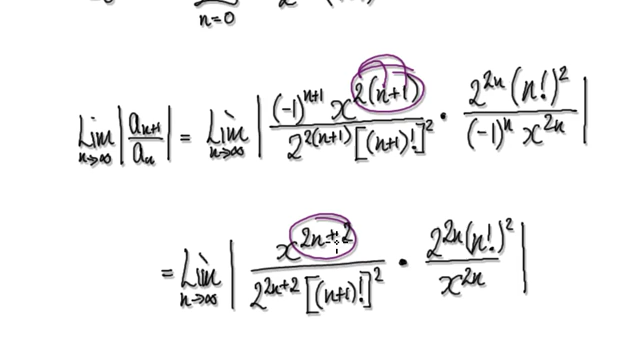 n=0
lim n→∞ |a_{n+1}/a_n| = lim n→∞ |(-1)^{n+1} x^{2(n+1)} / 2^{2(n+1)} [(n+1)!]^2 · 2^{2n} (n!)^2 / (-1)^n x^{2n}|
= lim n→∞ |x^{2n+2} / 2^{2n+2} [(n+1)!]^2 · 2^{2n} (n!)^2 / x^{2n}|